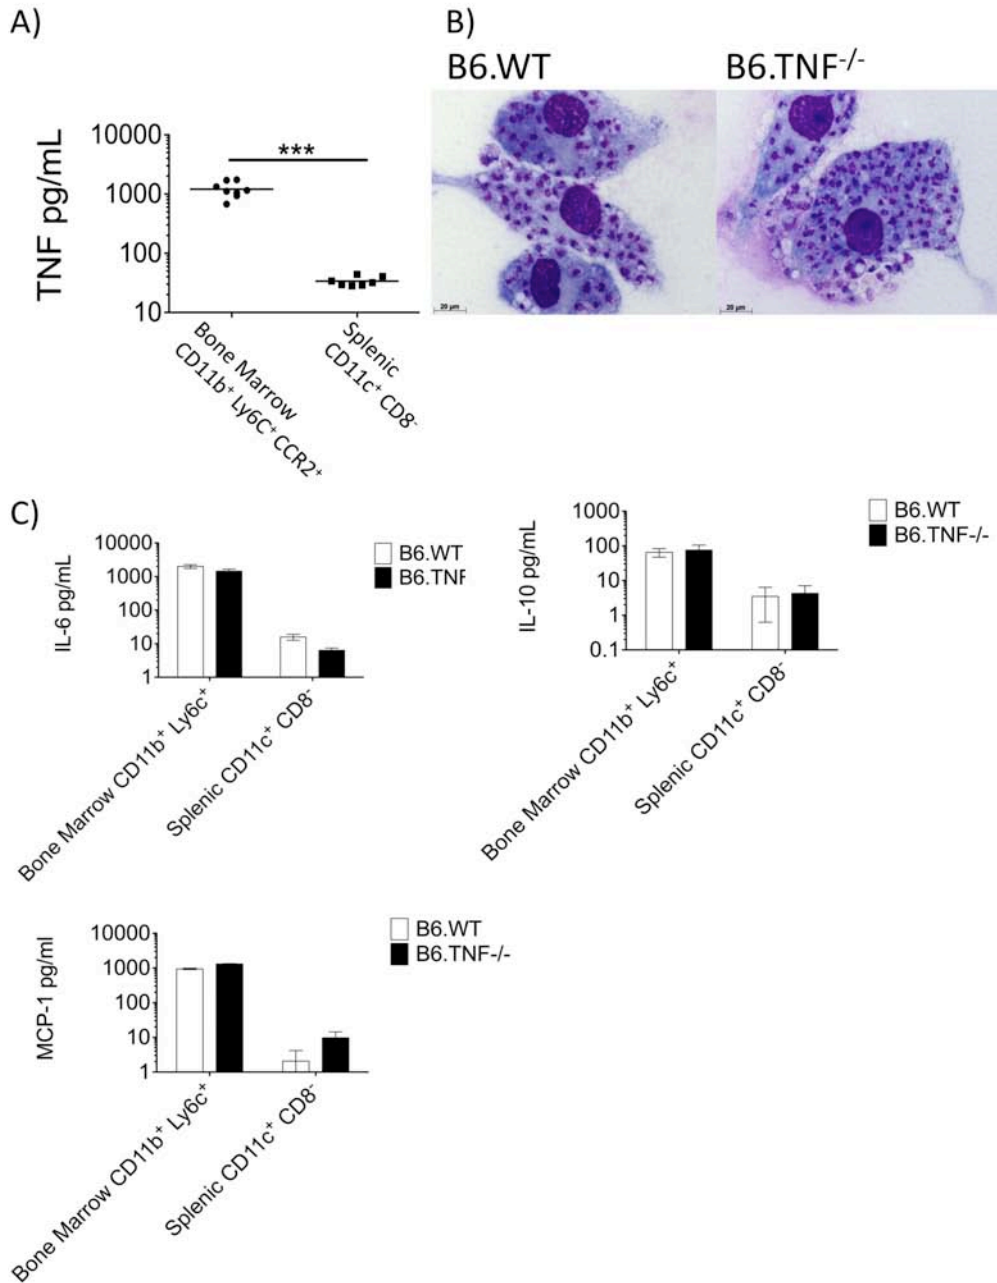 A)
TNF pg/mL
10000
1000
100
10
***
Bone Marrow
CD11b⁺ Ly6C⁺ CCR2⁺
Splenic
CD11c⁺ CD8⁻
B)
B6.WT
B6.TNF⁻/⁻
20 µm
20 µm
C)
IL-6 pg/mL
10000
1000
100
10
1
B6.WT
B6.TNF
Bone Marrow CD11b⁺ Ly6c⁺
Splenic CD11c⁺ CD8⁻
IL-10 pg/mL
1000
100
10
1
0.1
B6.WT
B6.TNF-/-
Bone Marrow CD11b⁺ Ly6c⁺
Splenic CD11c⁺ CD8⁻
MCP-1 pg/ml
10000
1000
100
10
1
B6.WT
B6.TNF-/-
Bone Marrow CD11b⁺ Ly6c⁺
Splenic CD11c⁺ CD8⁻